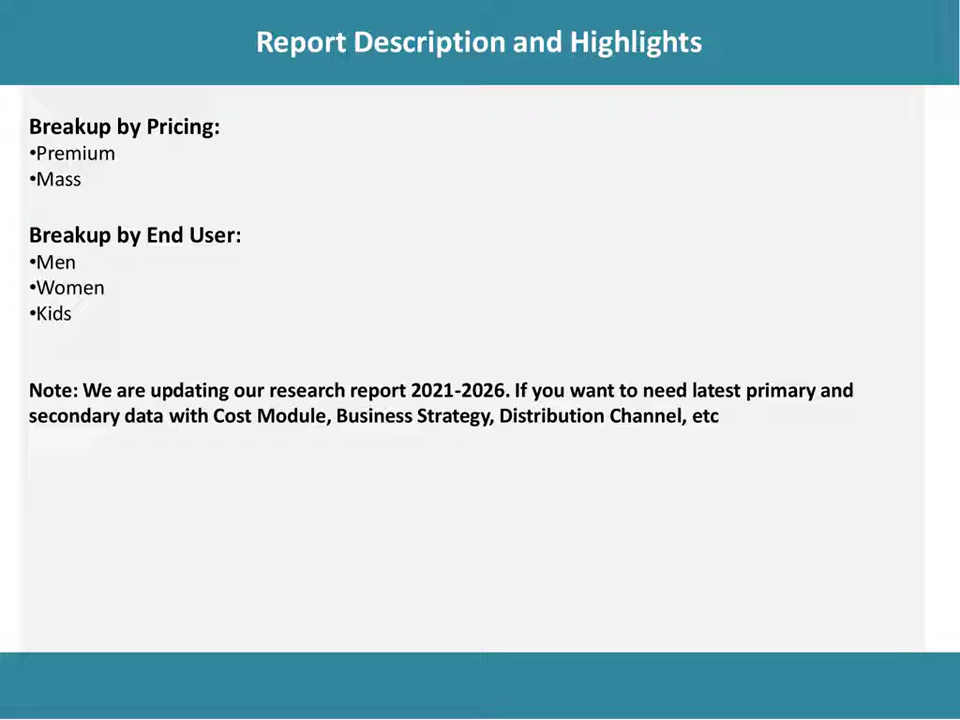 Report Description and Highlights
Breakup by Pricing:
•Premium
•Mass
Breakup by End User:
•Men
•Women
•Kids
Note: We are updating our research report 2021-2026. If you want to need latest primary and
secondary data with Cost Module, Business Strategy, Distribution Channel, etc